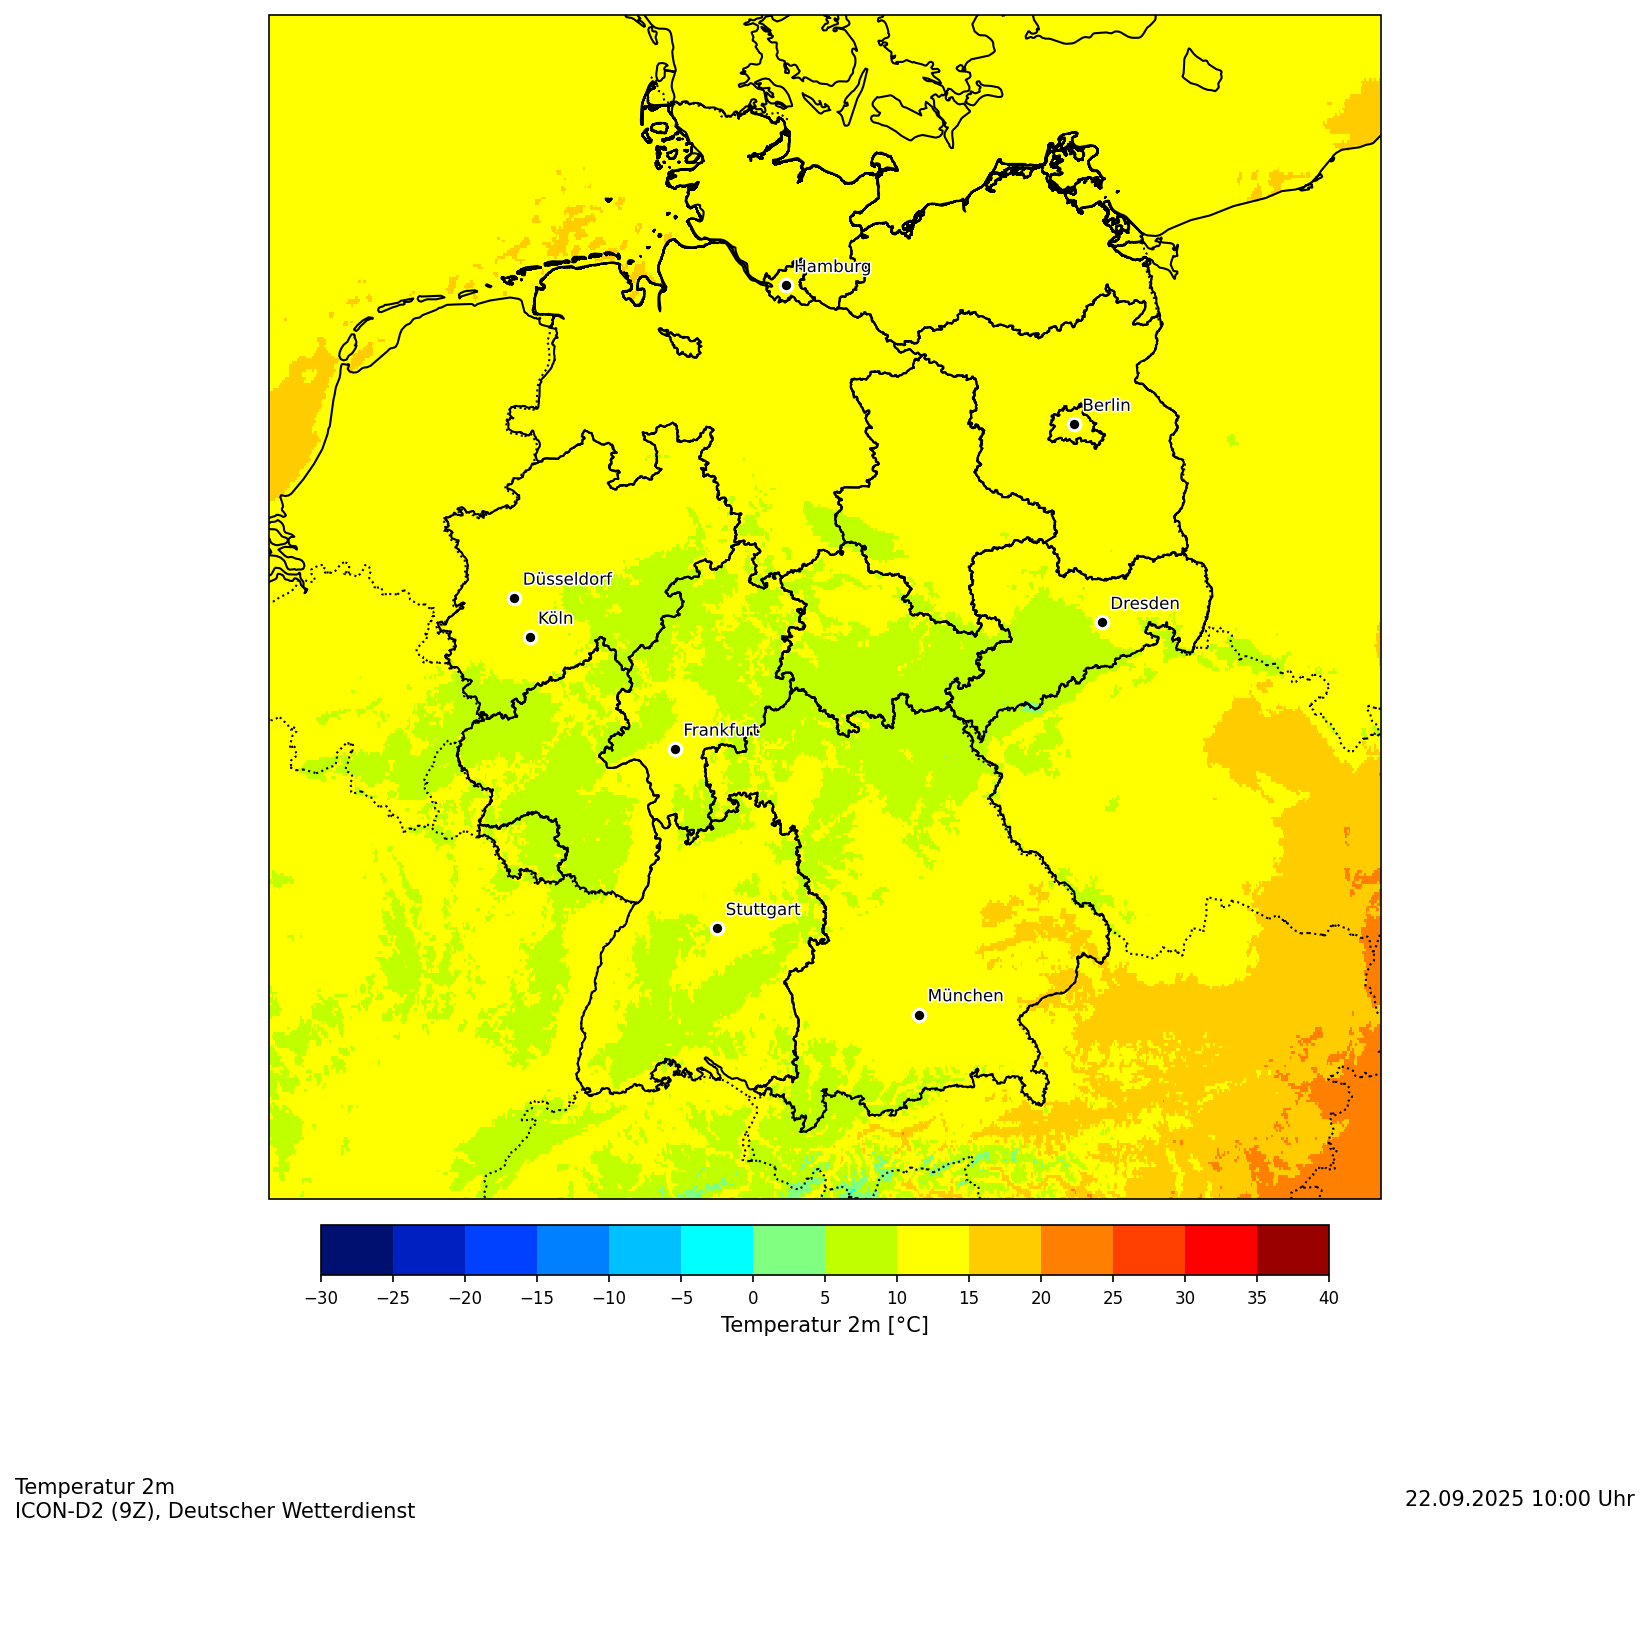 Hamburg
Berlin
Düsseldorf
Köln
Dresden
Frankfurt
Stuttgart
München
−30 −25 −20 −15 −10 −5 0 5 10 15 20 25 30 35 40
Temperatur 2m [°C]
Temperatur 2m
ICON-D2 (9Z), Deutscher Wetterdienst
22.09.2025 10:00 Uhr